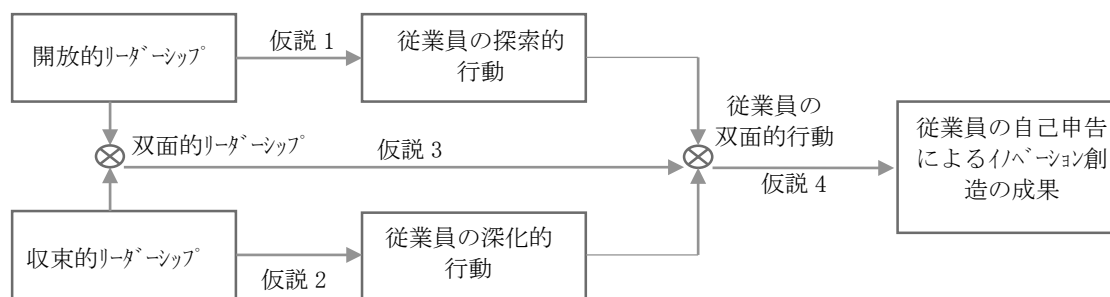 開放的ﾘｰﾀﾞｰｼｯﾌﾟ
仮説 1
従業員の探索的
行動
双面的ﾘｰﾀﾞｰｼｯﾌﾟ
仮説 3
従業員の
双面的行動
仮説 4
従業員の自己申告
によるｲﾉﾍﾞｰｼｮﾝ創
造の成果
収束的ﾘｰﾀﾞｰｼｯﾌﾟ
仮説 2
従業員の深化的
行動